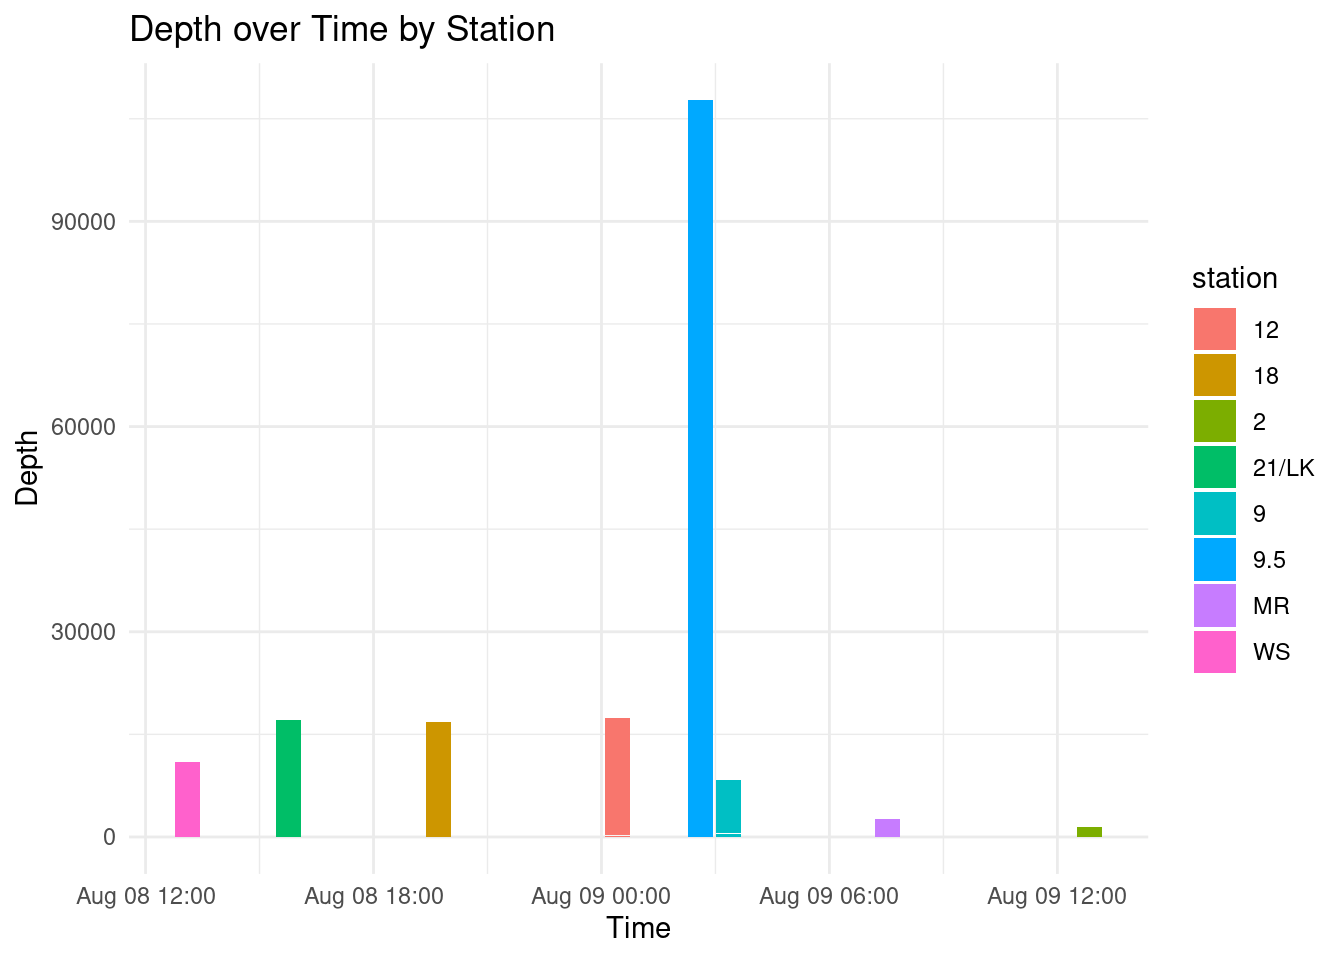 Depth over Time by Station
Depth
90000
60000
30000
0
Aug 08 12:00
Aug 08 18:00
Aug 09 00:00
Aug 09 06:00
Aug 09 12:00
Time
station
12
18
2
21/LK
9
9.5
MR
WS